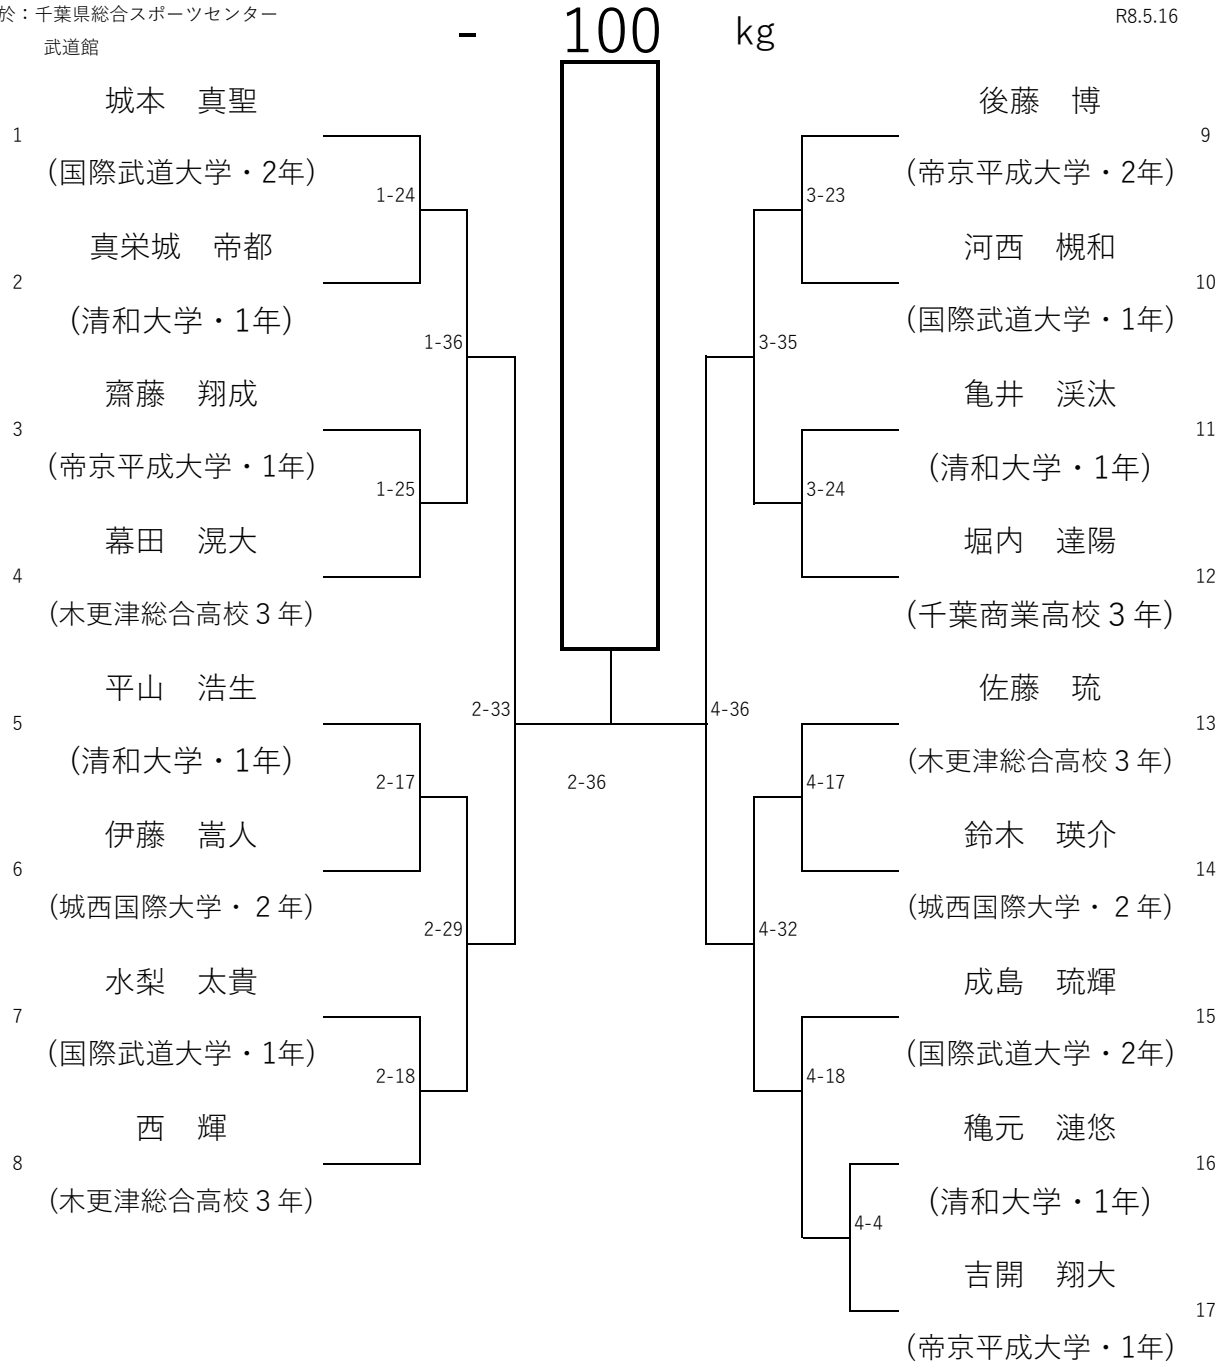 於：千葉県総合スポーツセンター
武道館
- 100 kg
R8.5.16
城本　真聖
1
(国際武道大学・2年)
1-24
真栄城　帝都
2
(清和大学・1年)
1-36
齋藤　翔成
3
(帝京平成大学・1年)
1-25
幕田　滉大
4
(木更津総合高校３年)
2-33
平山　浩生
5
(清和大学・1年)
2-17
伊藤　嵩人
6
(城西国際大学・２年)
2-29
水梨　太貴
7
(国際武道大学・1年)
2-18
西　輝
8
(木更津総合高校３年)
2-36
後藤　博
9
(帝京平成大学・2年)
3-23
河西　槻和
10
(国際武道大学・1年)
3-35
亀井　渓汰
11
(清和大学・1年)
3-24
堀内　達陽
12
(千葉商業高校３年)
4-36
佐藤　琉
13
(木更津総合高校３年)
4-17
鈴木　瑛介
14
(城西国際大学・２年)
4-32
成島　琉輝
15
(国際武道大学・2年)
4-18
穐元　漣悠
16
(清和大学・1年)
4-4
吉開　翔大
17
(帝京平成大学・1年)